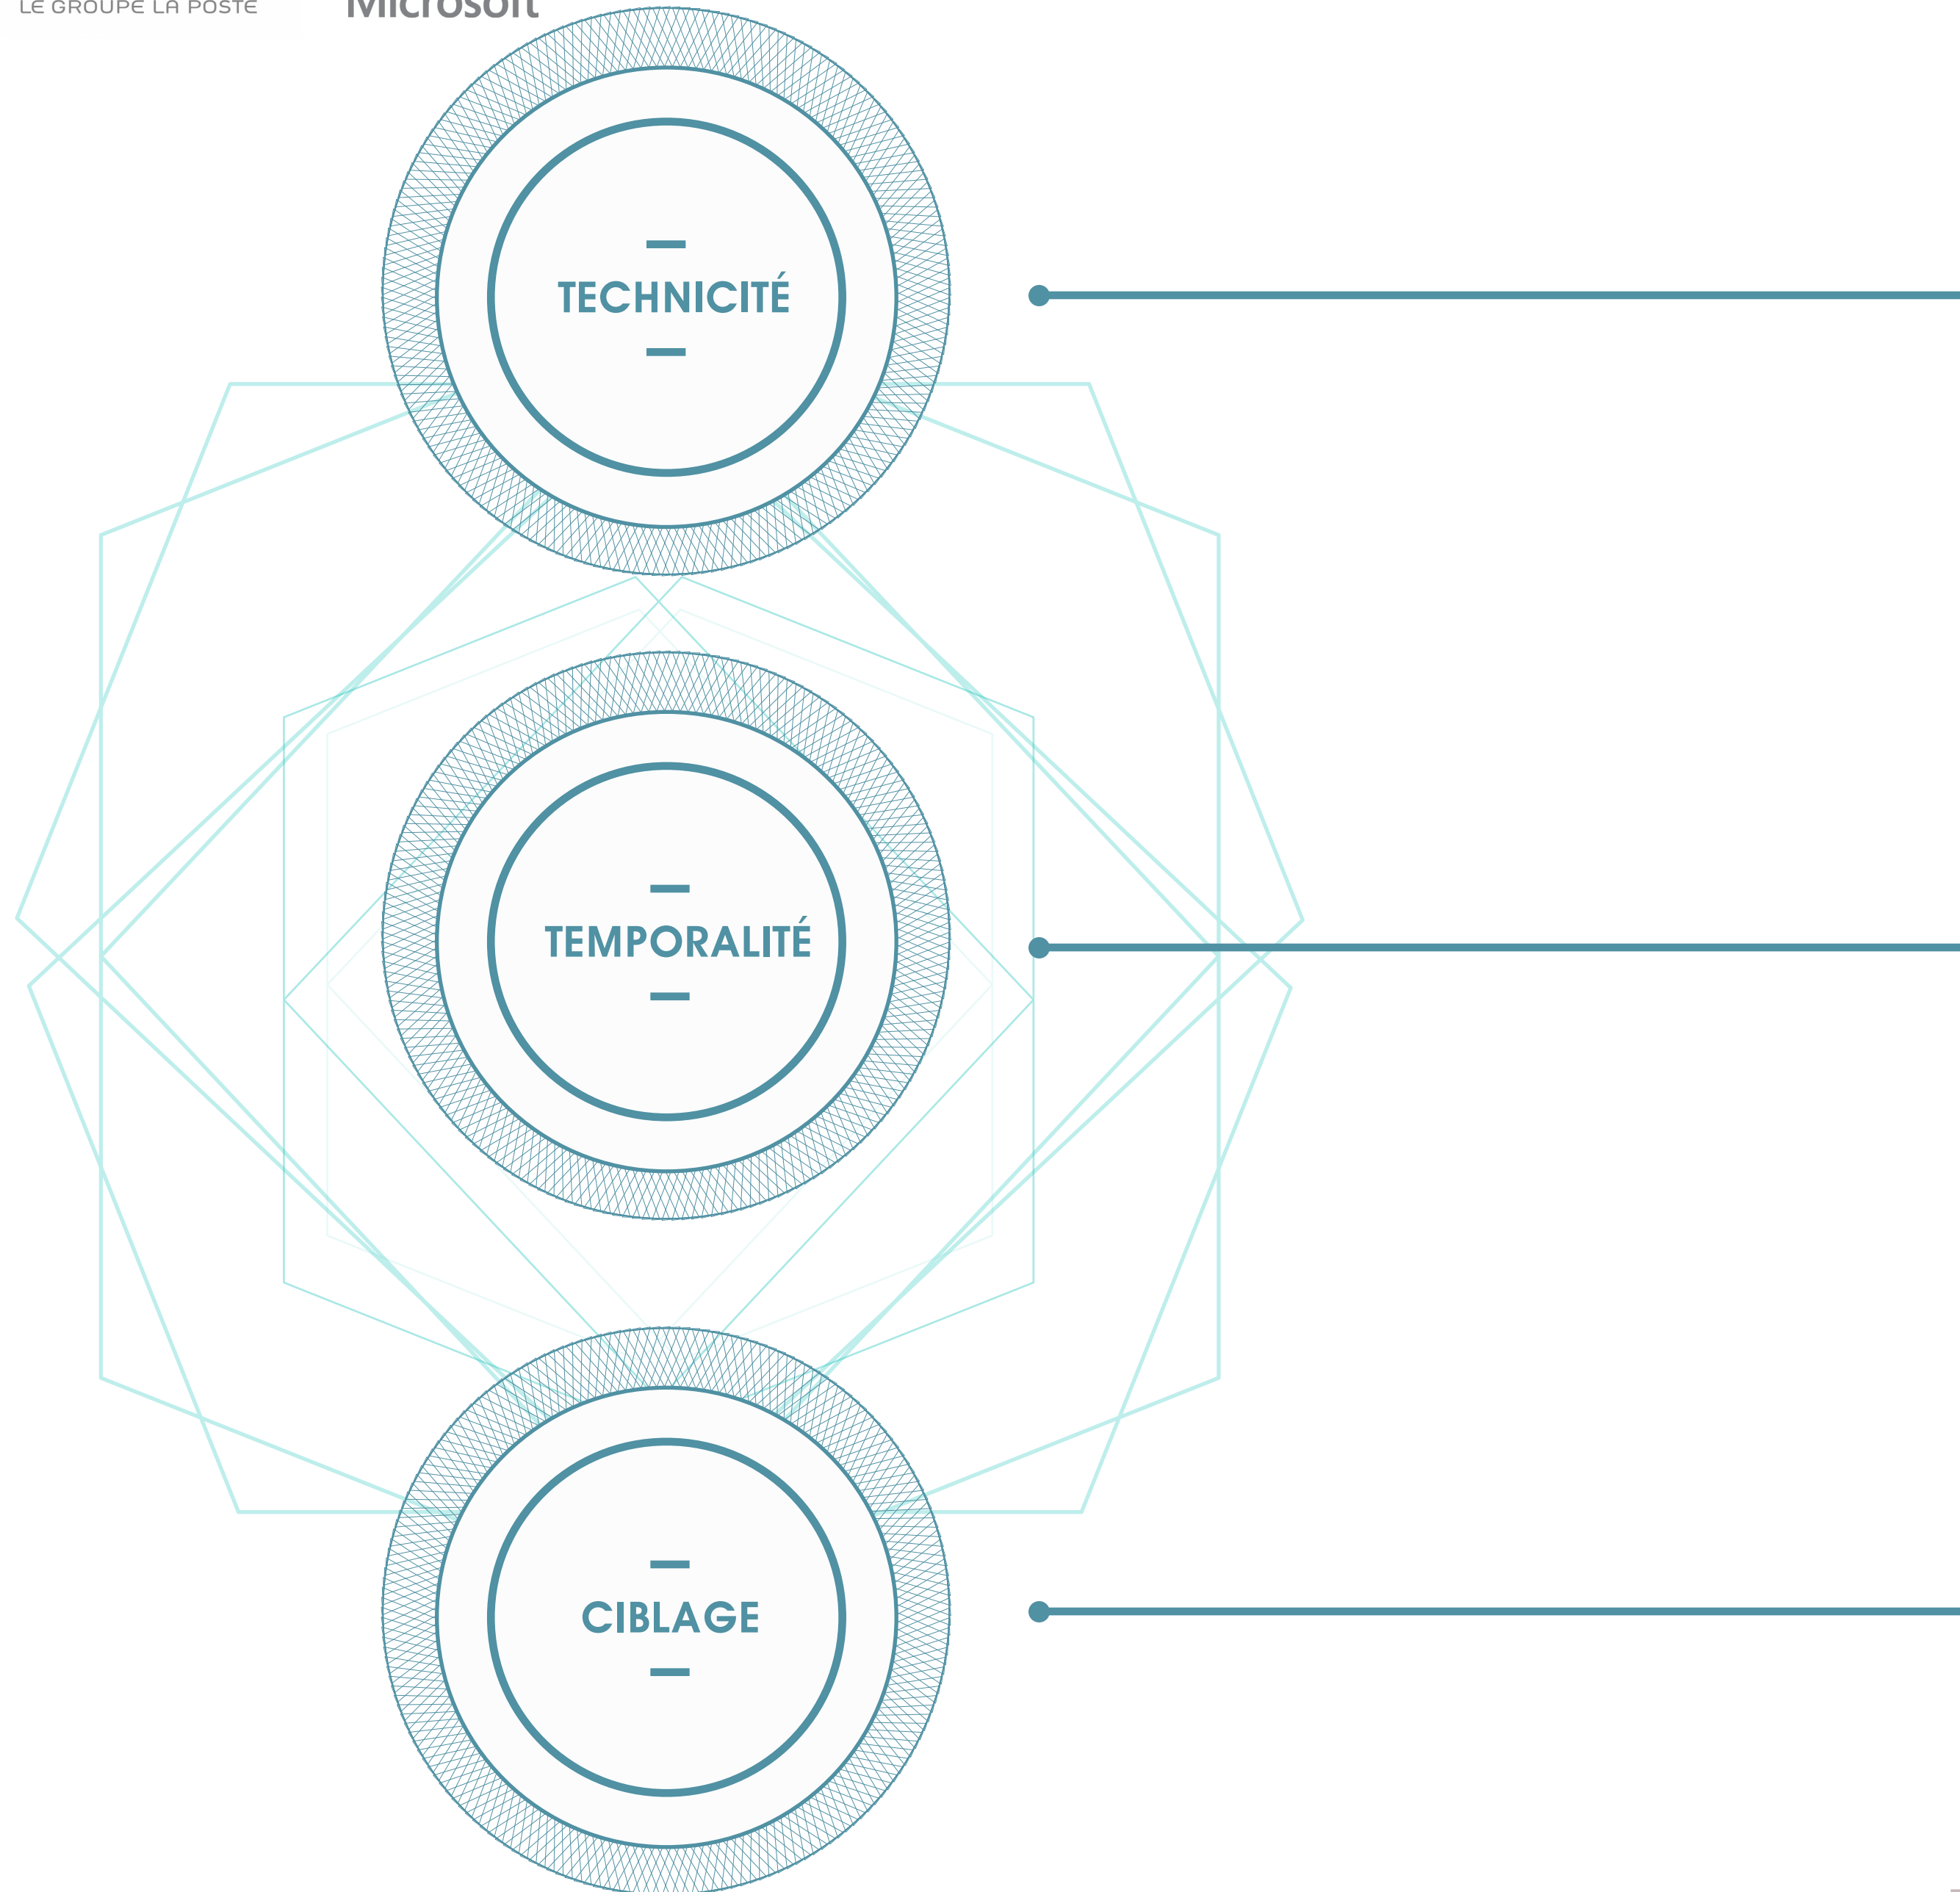 LE GROUPE LA POSTE
Microsoft
TECHNICITÉ
TEMPORALITÉ
CIBLAGE